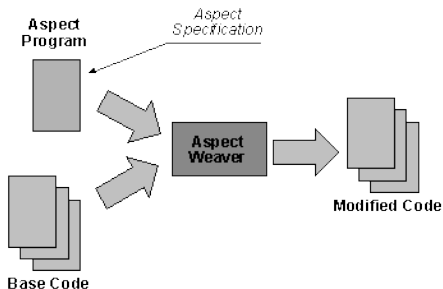 Aspect
Program
Aspect
Specification
Aspect
Weaver
Modified Code
Base Code